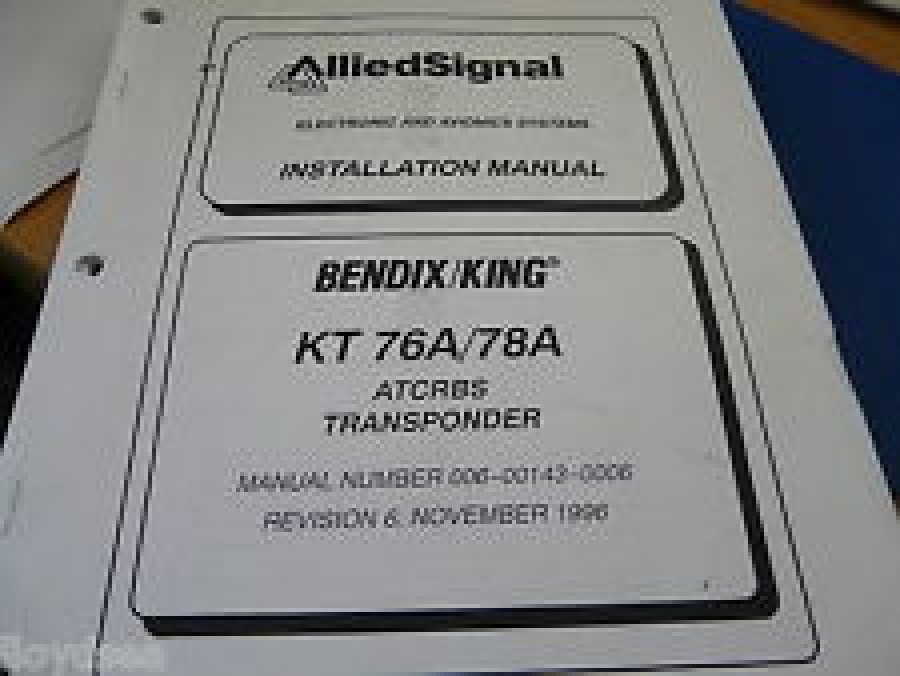 AlliedSignal
ELECTRONIC AND AVIONICS SYSTEMS
INSTALLATION MANUAL
BENDIX/KING®
KT 76A/78A
ATCRBS
TRANSPONDER
MANUAL NUMBER 006-00143-0006
REVISION 6, NOVEMBER 1996